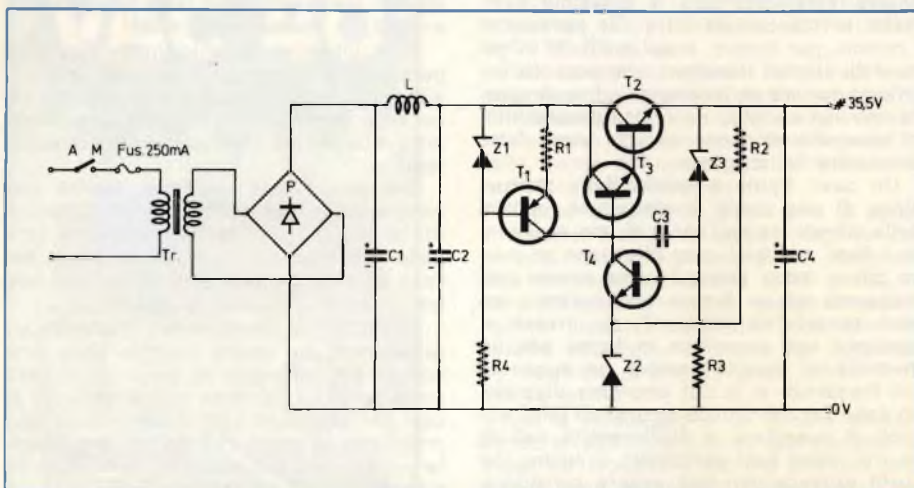 A M Fus.250mA
Tr.
P
C1
L
C2
Z1
R1
T1
R4
T2
T3
C3
T4
Z2
Z3
R2
R3
C4
# 35,5V
0V